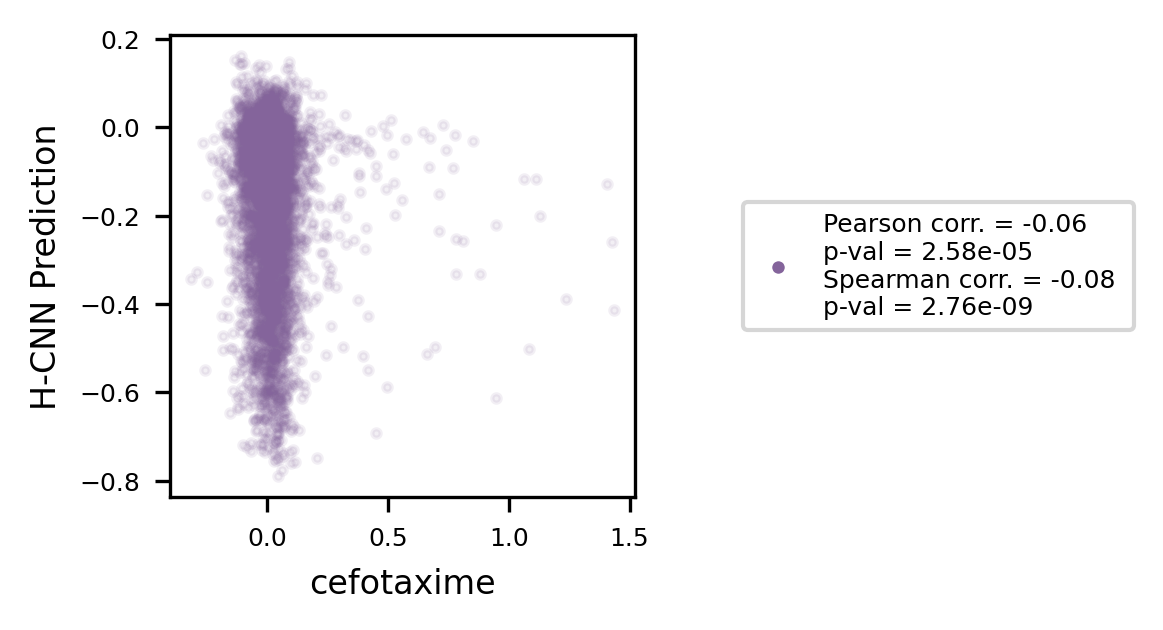 H-CNN Prediction
0.2
0.0
−0.2
−0.4
−0.6
−0.8
0.0
0.5
1.0
1.5
cefotaxime
Pearson corr. = -0.06
p-val = 2.58e-05
Spearman corr. = -0.08
p-val = 2.76e-09